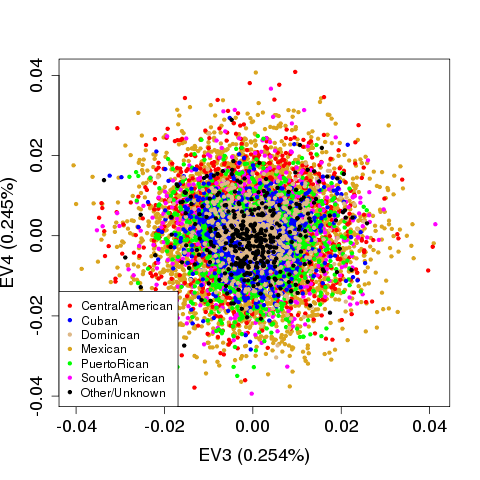 EV4 (0.245%)
0.04
0.02
0.00
-0.02
-0.04
CentralAmerican
Cuban
Dominican
Mexican
PuertoRican
SouthAmerican
Other/Unknown
-0.04 -0.02 0.00 0.02 0.04
EV3 (0.254%)